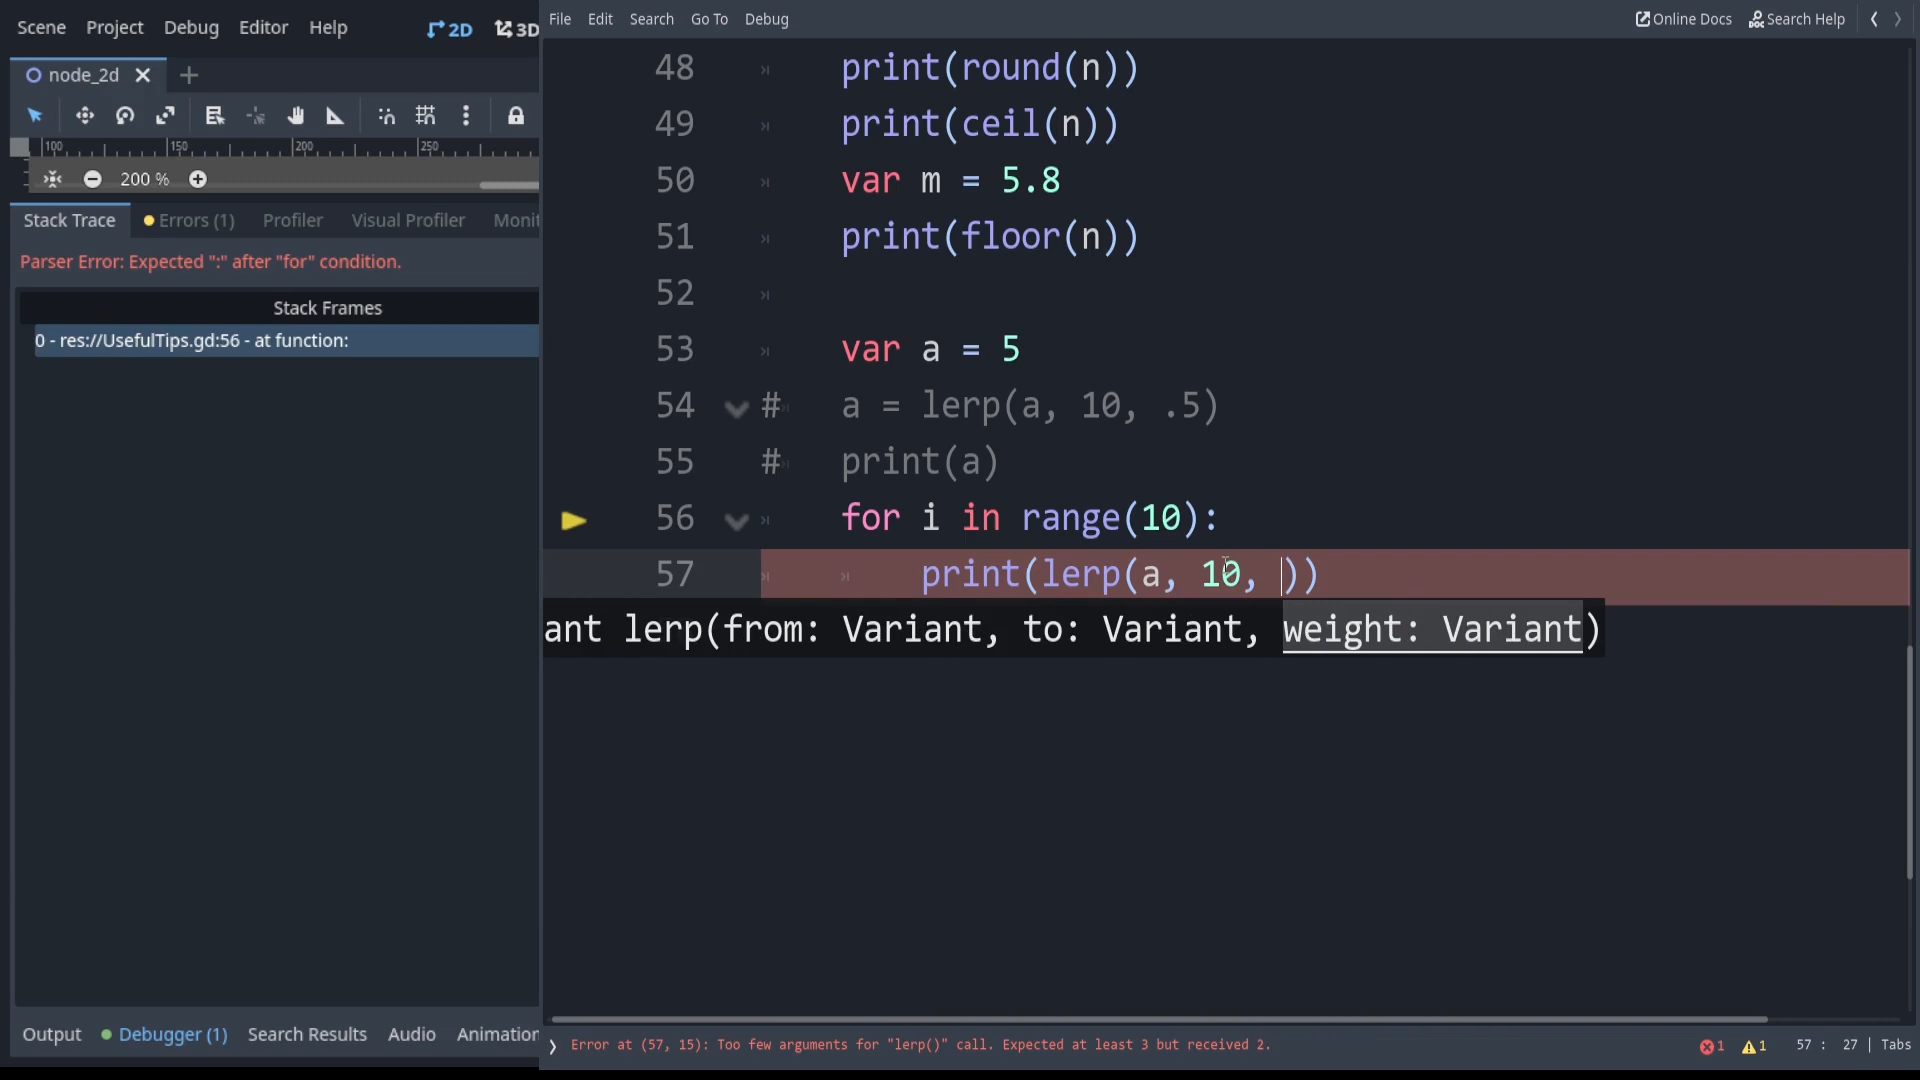 Scene Project Debug Editor Help 2D 3D
node_2d
100 150 200 250
200 %
Stack Trace Errors (1) Profiler Visual Profiler Monit
Parser Error: Expected ":" after "for" condition.
Stack Frames
0 - res://UsefulTips.gd:56 - at function:
Output Debugger (1) Search Results Audio Animation
File Edit Search Go To Debug Online Docs Search Help
48 print(round(n))
49 print(ceil(n))
50 var m = 5.8
51 print(floor(n))
52
53 var a = 5
54 # a = lerp(a, 10, .5)
55 # print(a)
56 for i in range(10):
57 print(lerp(a, 10, ))
ant lerp(from: Variant, to: Variant, weight: Variant)
Error at (57, 15): Too few arguments for "lerp()" call. Expected at least 3 but received 2.
1 1 57 : 27 | Tabs